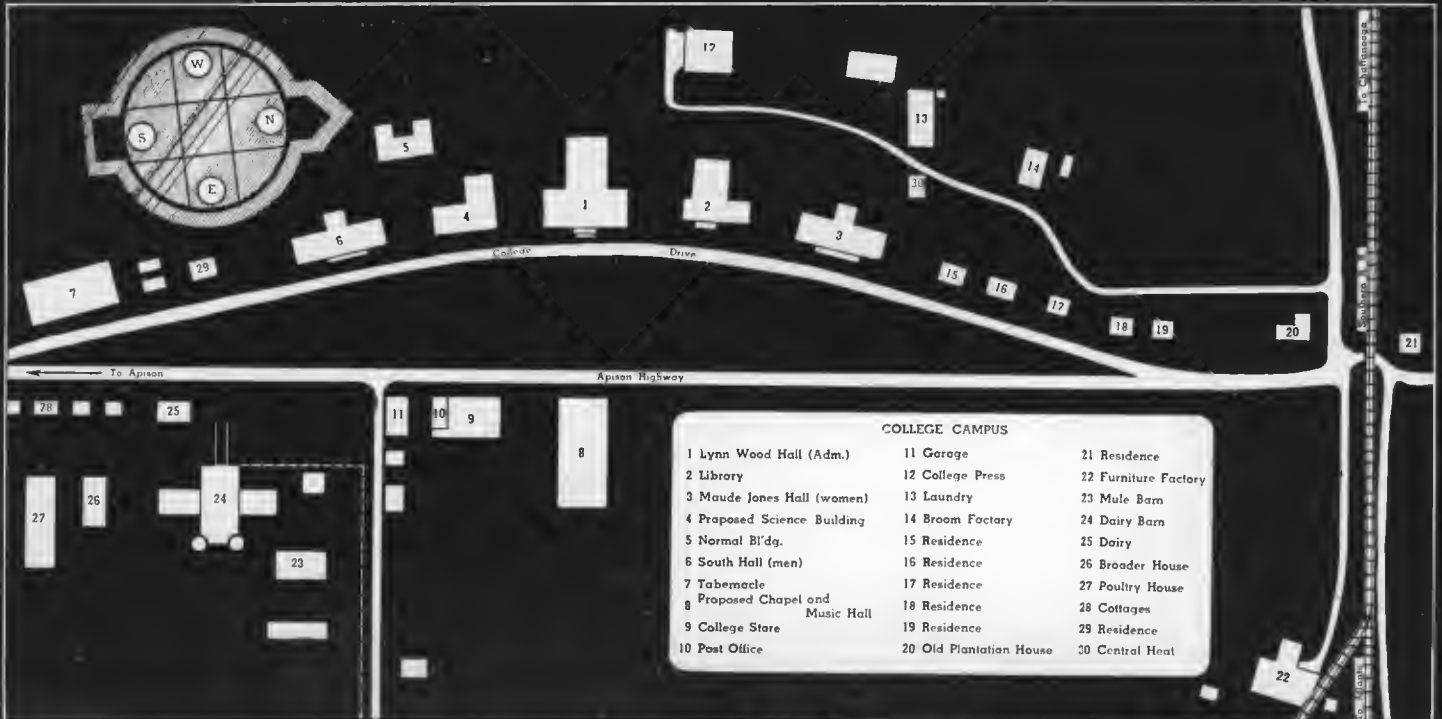 W
S
N
E
12
13
14
30
5
4
1
2
3
6
29
7
15
16
17
18
19
20
21
College Drive
To Chattanooga
Southern
To Apison
Apison Highway
28
25
11
10
9
8
24
26
27
23
22
COLLEGE CAMPUS
1 Lynn Wood Hall (Adm.)
2 Library
3 Maude Jones Hall (women)
4 Proposed Science Building
5 Normal Bl'dg.
6 South Hall (men)
7 Tabernacle
8 Proposed Chapel and
Music Hall
9 College Store
10 Post Office
11 Garage
12 College Press
13 Laundry
14 Broom Factory
15 Residence
16 Residence
17 Residence
18 Residence
19 Residence
20 Old Plantation House
21 Residence
22 Furniture Factory
23 Mule Barn
24 Dairy Barn
25 Dairy
26 Brooder House
27 Poultry House
28 Cottages
29 Residence
30 Central Heat